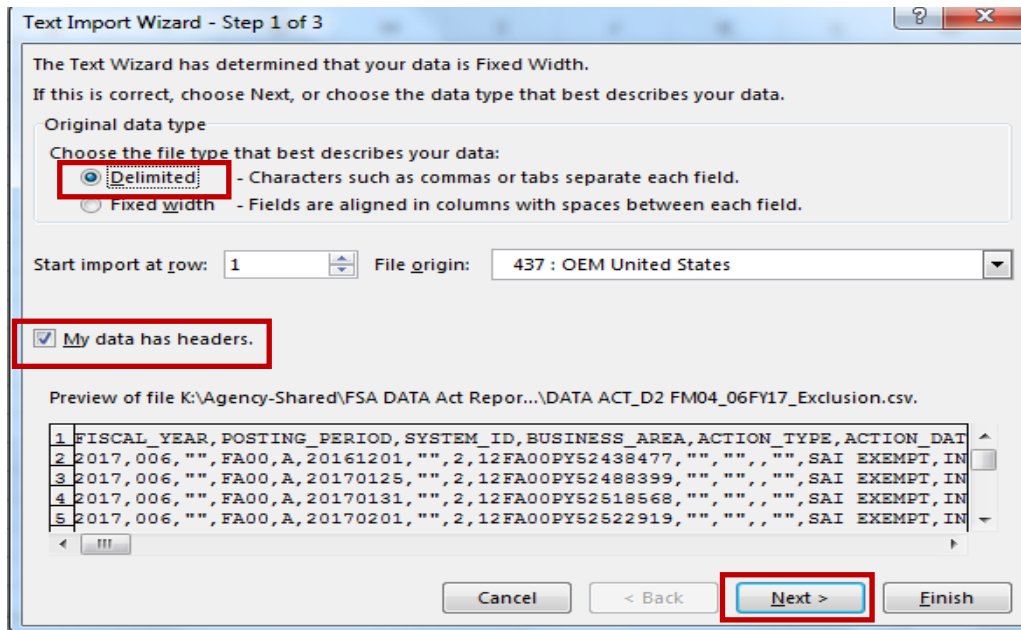 Text Import Wizard - Step 1 of 3
The Text Wizard has determined that your data is Fixed Width.
If this is correct, choose Next, or choose the data type that best describes your data.
Original data type
Choose the file type that best describes your data:
Delimited - Characters such as commas or tabs separate each field.
Fixed width - Fields are aligned in columns with spaces between each field.
Start import at row: 1 File origin: 437 : OEM United States
My data has headers.
Preview of file K:\Agency-Shared\FSA DATA Act Repor...\DATA ACT_D2 FM04_06FY17_Exclusion.csv.
1 FISCAL_YEAR,POSTING_PERIOD,SYSTEM_ID,BUSINESS_AREA,ACTION_TYPE,ACTION_DAT
2 2017,006,"",FA00,A,20161201,"",2,12FA00PY52438477,"","",,"",SAI EXEMPT,IN
3 2017,006,"",FA00,A,20170125,"",2,12FA00PY52488399,"","",,"",SAI EXEMPT,IN
4 2017,006,"",FA00,A,20170131,"",2,12FA00PY52518568,"","",,"",SAI EXEMPT,IN
5 2017,006,"",FA00,A,20170201,"",2,12FA00PY52522919,"","",,"",SAI EXEMPT,IN
Cancel < Back Next > Finish